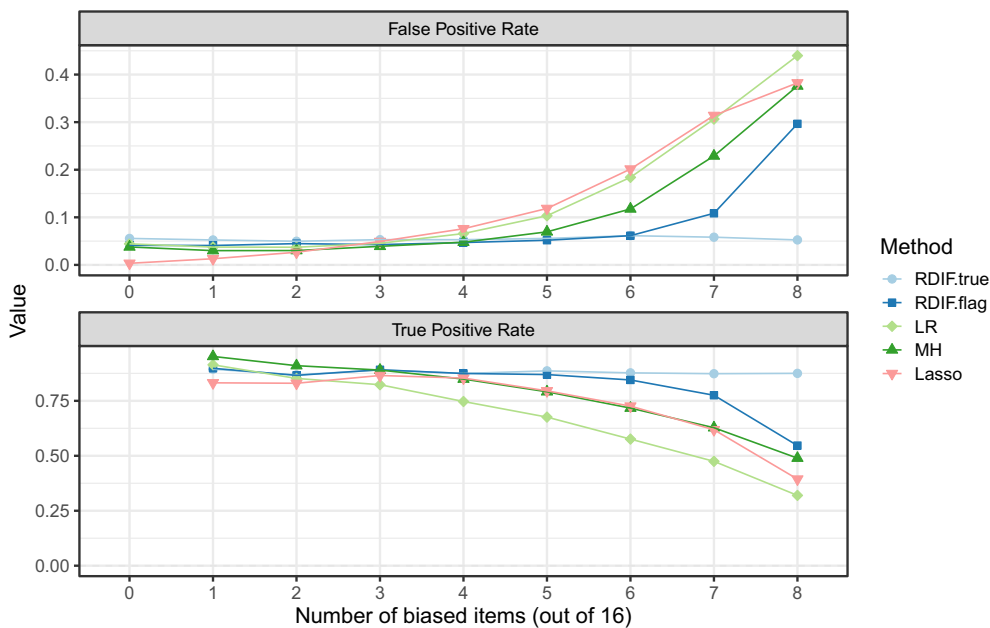 False Positive Rate
0.4
0.3
0.2
0.1
0.0
0 1 2 3 4 5 6 7 8
Value
True Positive Rate
0.75
0.50
0.25
0.00
0 1 2 3 4 5 6 7 8
Number of biased items (out of 16)
Method
RDIF.true
RDIF.flag
LR
MH
Lasso